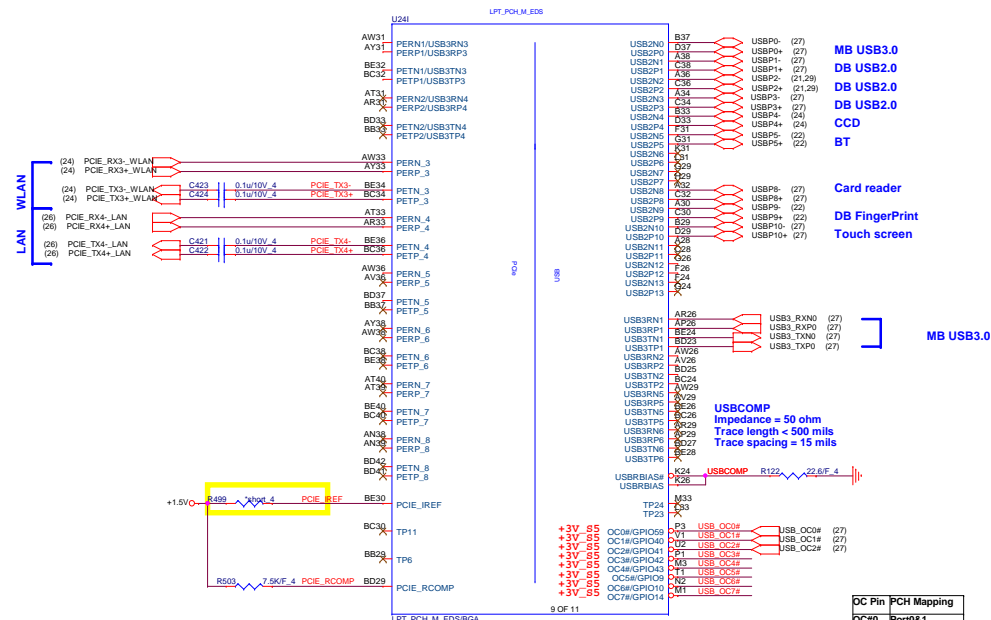 LPT_PCH_M_EDS
U24I
AW31 PERN1/USB3RN3
AY31 PERP1/USB3RP3
BE32 PETN1/USB3TN3
BC32 PETP1/USB3TP3
AT31 PERN2/USB3RN4
AR31 PERP2/USB3RP4
BD33 PETN2/USB3TN4
BB33 PETP2/USB3TP4
WLAN
(24) PCIE_RX3-_WLAN AW33 PERN_3
(24) PCIE_RX3+_WLAN AY33 PERP_3
(24) PCIE_TX3-_WLAN C423 0.1u/10V_4 PCIE_TX3- BE34 PETN_3
(24) PCIE_TX3+_WLAN C424 0.1u/10V_4 PCIE_TX3+ BC34 PETP_3
LAN
(26) PCIE_RX4-_LAN AT33 PERN_4
(26) PCIE_RX4+_LAN AR33 PERP_4
(26) PCIE_TX4-_LAN C421 0.1u/10V_4 PCIE_TX4- BE36 PETN_4
(26) PCIE_TX4+_LAN C422 0.1u/10V_4 PCIE_TX4+ BC36 PETP_4
AW36 PERN_5
AV36 PERP_5
BD37 PETN_5
BB37 PETP_5
AY38 PERN_6
AW38 PERP_6
BC38 PETN_6
BE38 PETP_6
AT40 PERN_7
AT39 PERP_7
BE40 PETN_7
BC40 PETP_7
AN38 PERN_8
AN39 PERP_8
BD42 PETN_8
BD41 PETP_8
+1.5V R499 *short_4 PCIE_IREF BE30 PCIE_IREF
BC30 TP11
BB29 TP6
R503 7.5K/F_4 PCIE_RCOMP BD29 PCIE_RCOMP
PCIe
USB
USB2N0 B37 USBP0- (27)
USB2P0 D37 USBP0+ (27)
MB USB3.0
USB2N1 A38 USBP1- (27)
USB2P1 C38 USBP1+ (27)
DB USB2.0
USB2N2 A36 USBP2- (21,29)
USB2P2 C36 USBP2+ (21,29)
DB USB2.0
USB2N3 A34 USBP3- (27)
USB2P3 C34 USBP3+ (27)
DB USB2.0
USB2N4 B33 USBP4- (24)
USB2P4 D33 USBP4+ (24)
CCD
USB2N5 F31 USBP5- (22)
USB2P5 G31 USBP5+ (22)
BT
USB2N6 K31
USB2P6
USB2N7 G29
USB2P7 H29
USB2N8 A32 USBP8- (27)
USB2P8 C32 USBP8+ (27)
Card reader
USB2N9 A30 USBP9- (22)
USB2P9 C30 USBP9+ (22)
DB FingerPrint
USB2N10 B29 USBP10- (27)
USB2P10 D29 USBP10+ (27)
Touch screen
USB2N11 A28
USB2P11 C28
USB2N12 G26
USB2P12 F26
USB2N13 F24
USB2P13 G24
USB3RN1 AR26 USB3_RXN0 (27)
USB3RP1 AP26 USB3_RXP0 (27)
USB3TN1 BE24 USB3_TXN0 (27)
USB3TP1 BD23 USB3_TXP0 (27)
MB USB3.0
USB3RN2 AW26
USB3RP2 AV26
USB3TN2 BD25
USB3TP2 BC24
USB3RN5 AW29
USB3RP5 AV29
USB3TN5 BE26
USB3TP5 BC26
USB3RN6 AR29
USB3RP6 AP29
USB3TN6 BD27
USB3TP6 BE28
USBCOMP
Impedance = 50 ohm
Trace length < 500 mils
Trace spacing = 15 mils
USBRBIAS# K24 USBCOMP R122 22.6/F_4
USBRBIAS K26
TP24 M33
TP23 L33
+3V_S5 OC0#/GPIO59 P3 USB_OC0# USB_OC0# (27)
+3V_S5 OC1#/GPIO40 V1 USB_OC1# USB_OC1# (27)
+3V_S5 OC2#/GPIO41 U2 USB_OC2# USB_OC2# (27)
+3V_S5 OC3#/GPIO42 P1 USB_OC3#
+3V_S5 OC4#/GPIO43 M3 USB_OC4#
+3V_S5 OC5#/GPIO9 T1 USB_OC5#
+3V_S5 OC6#/GPIO10 N2 USB_OC6#
+3V_S5 OC7#/GPIO14 M1 USB_OC7#
9 OF 11
LPT_PCH_M_EDS/BGA
OC Pin PCH Mapping
OC#0 Port0&1